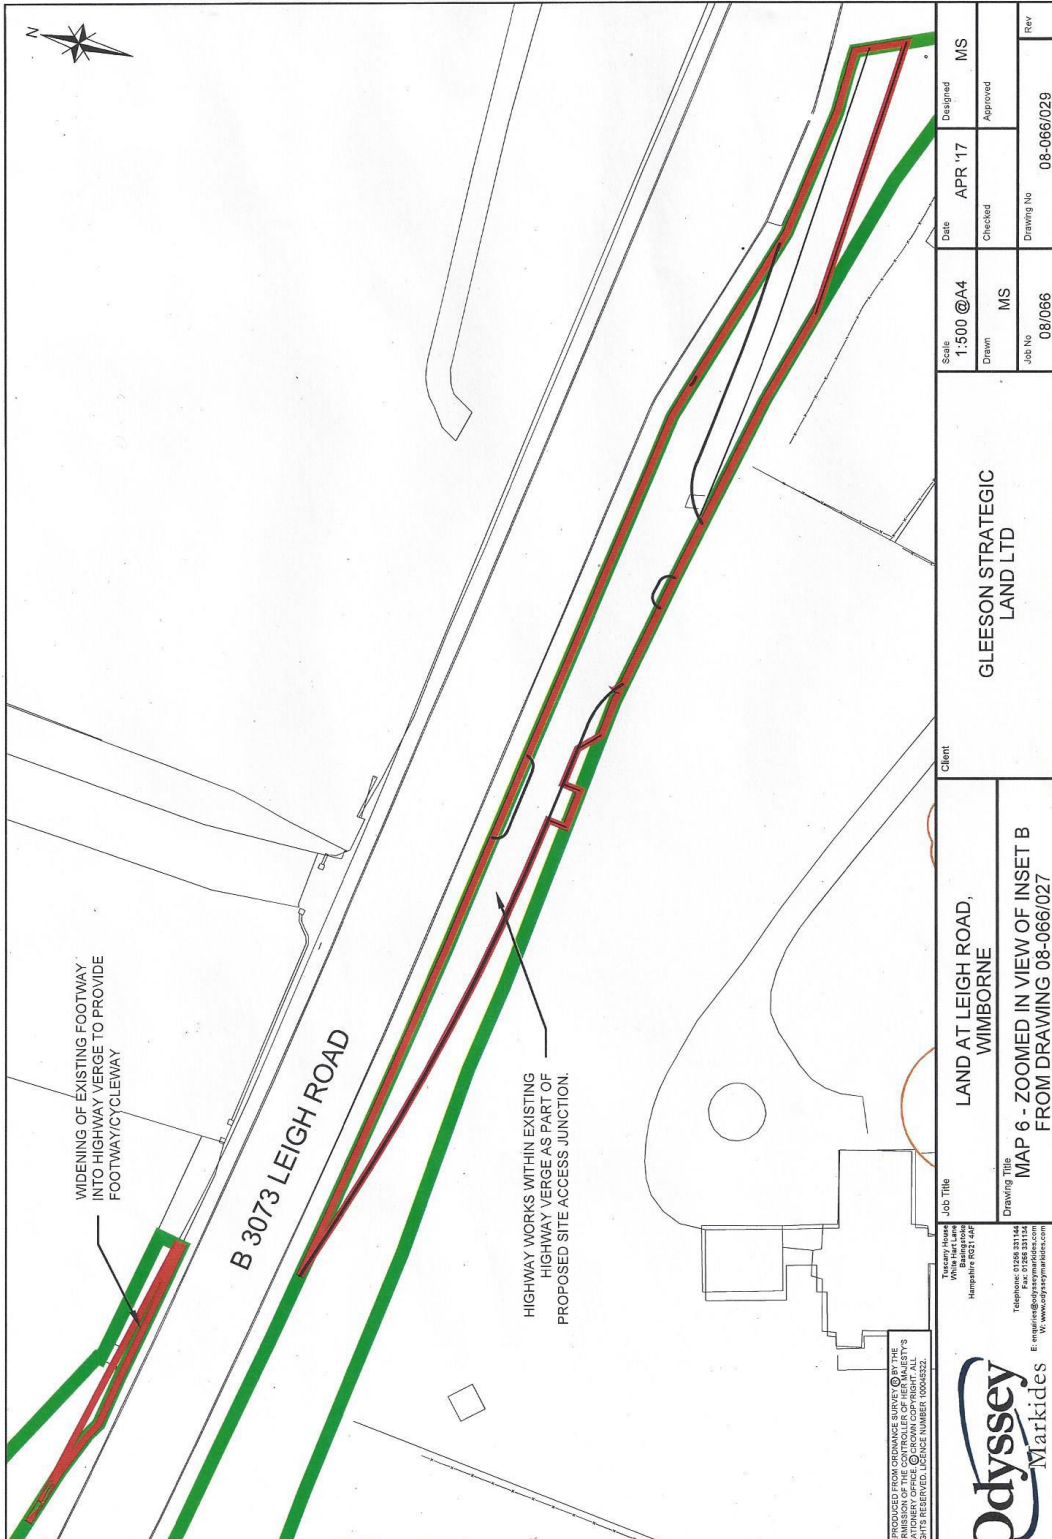 N
WIDENING OF EXISTING FOOTWAY
INTO HIGHWAY VERGE TO PROVIDE
FOOTWAY/CYCLEWAY
B 3073 LEIGH ROAD
HIGHWAY WORKS WITHIN EXISTING
HIGHWAY VERGE AS PART OF
PROPOSED SITE ACCESS JUNCTION.
PRODUCED FROM ORDNANCE SURVEY ® BY THE
RMISSION OF THE CONTROLLER OF HER MAJESTY'S
ATIONERY OFFICE. © CROWN COPYRIGHT. ALL
GHTS RESERVED. LICENCE NUMBER 100045322.
Odyssey
Markides
Tuscany House
White Hart Lane
Basingstoke
Hampshire RG21 4AF
Telephone: 01256 331144
Fax: 01256 331134
E: enquiries@odysseymarkides.com
W: www.odysseymarkides.com
Job Title
LAND AT LEIGH ROAD,
WIMBORNE
Drawing Title
MAP 6 - ZOOMED IN VIEW OF INSET B
FROM DRAWING 08-066/027
Client
GLEESON STRATEGIC
LAND LTD
Scale
1:500 @A4
Date
APR '17
Designed
MS
Drawn
MS
Checked
Approved
Job No
08/066
Drawing No
08-066/029
Rev